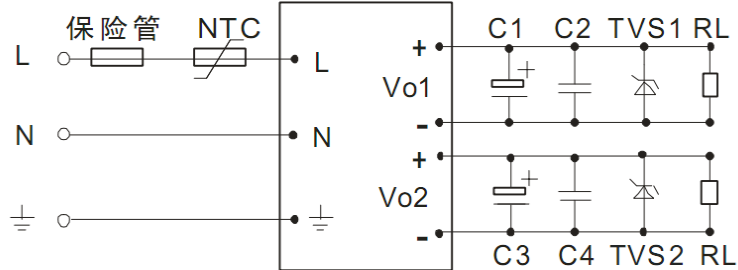 保险管 NTC C1 C2 TVS1 RL
L L + Vo1 -
N N
+ Vo2 -
C3 C4 TVS2 RL